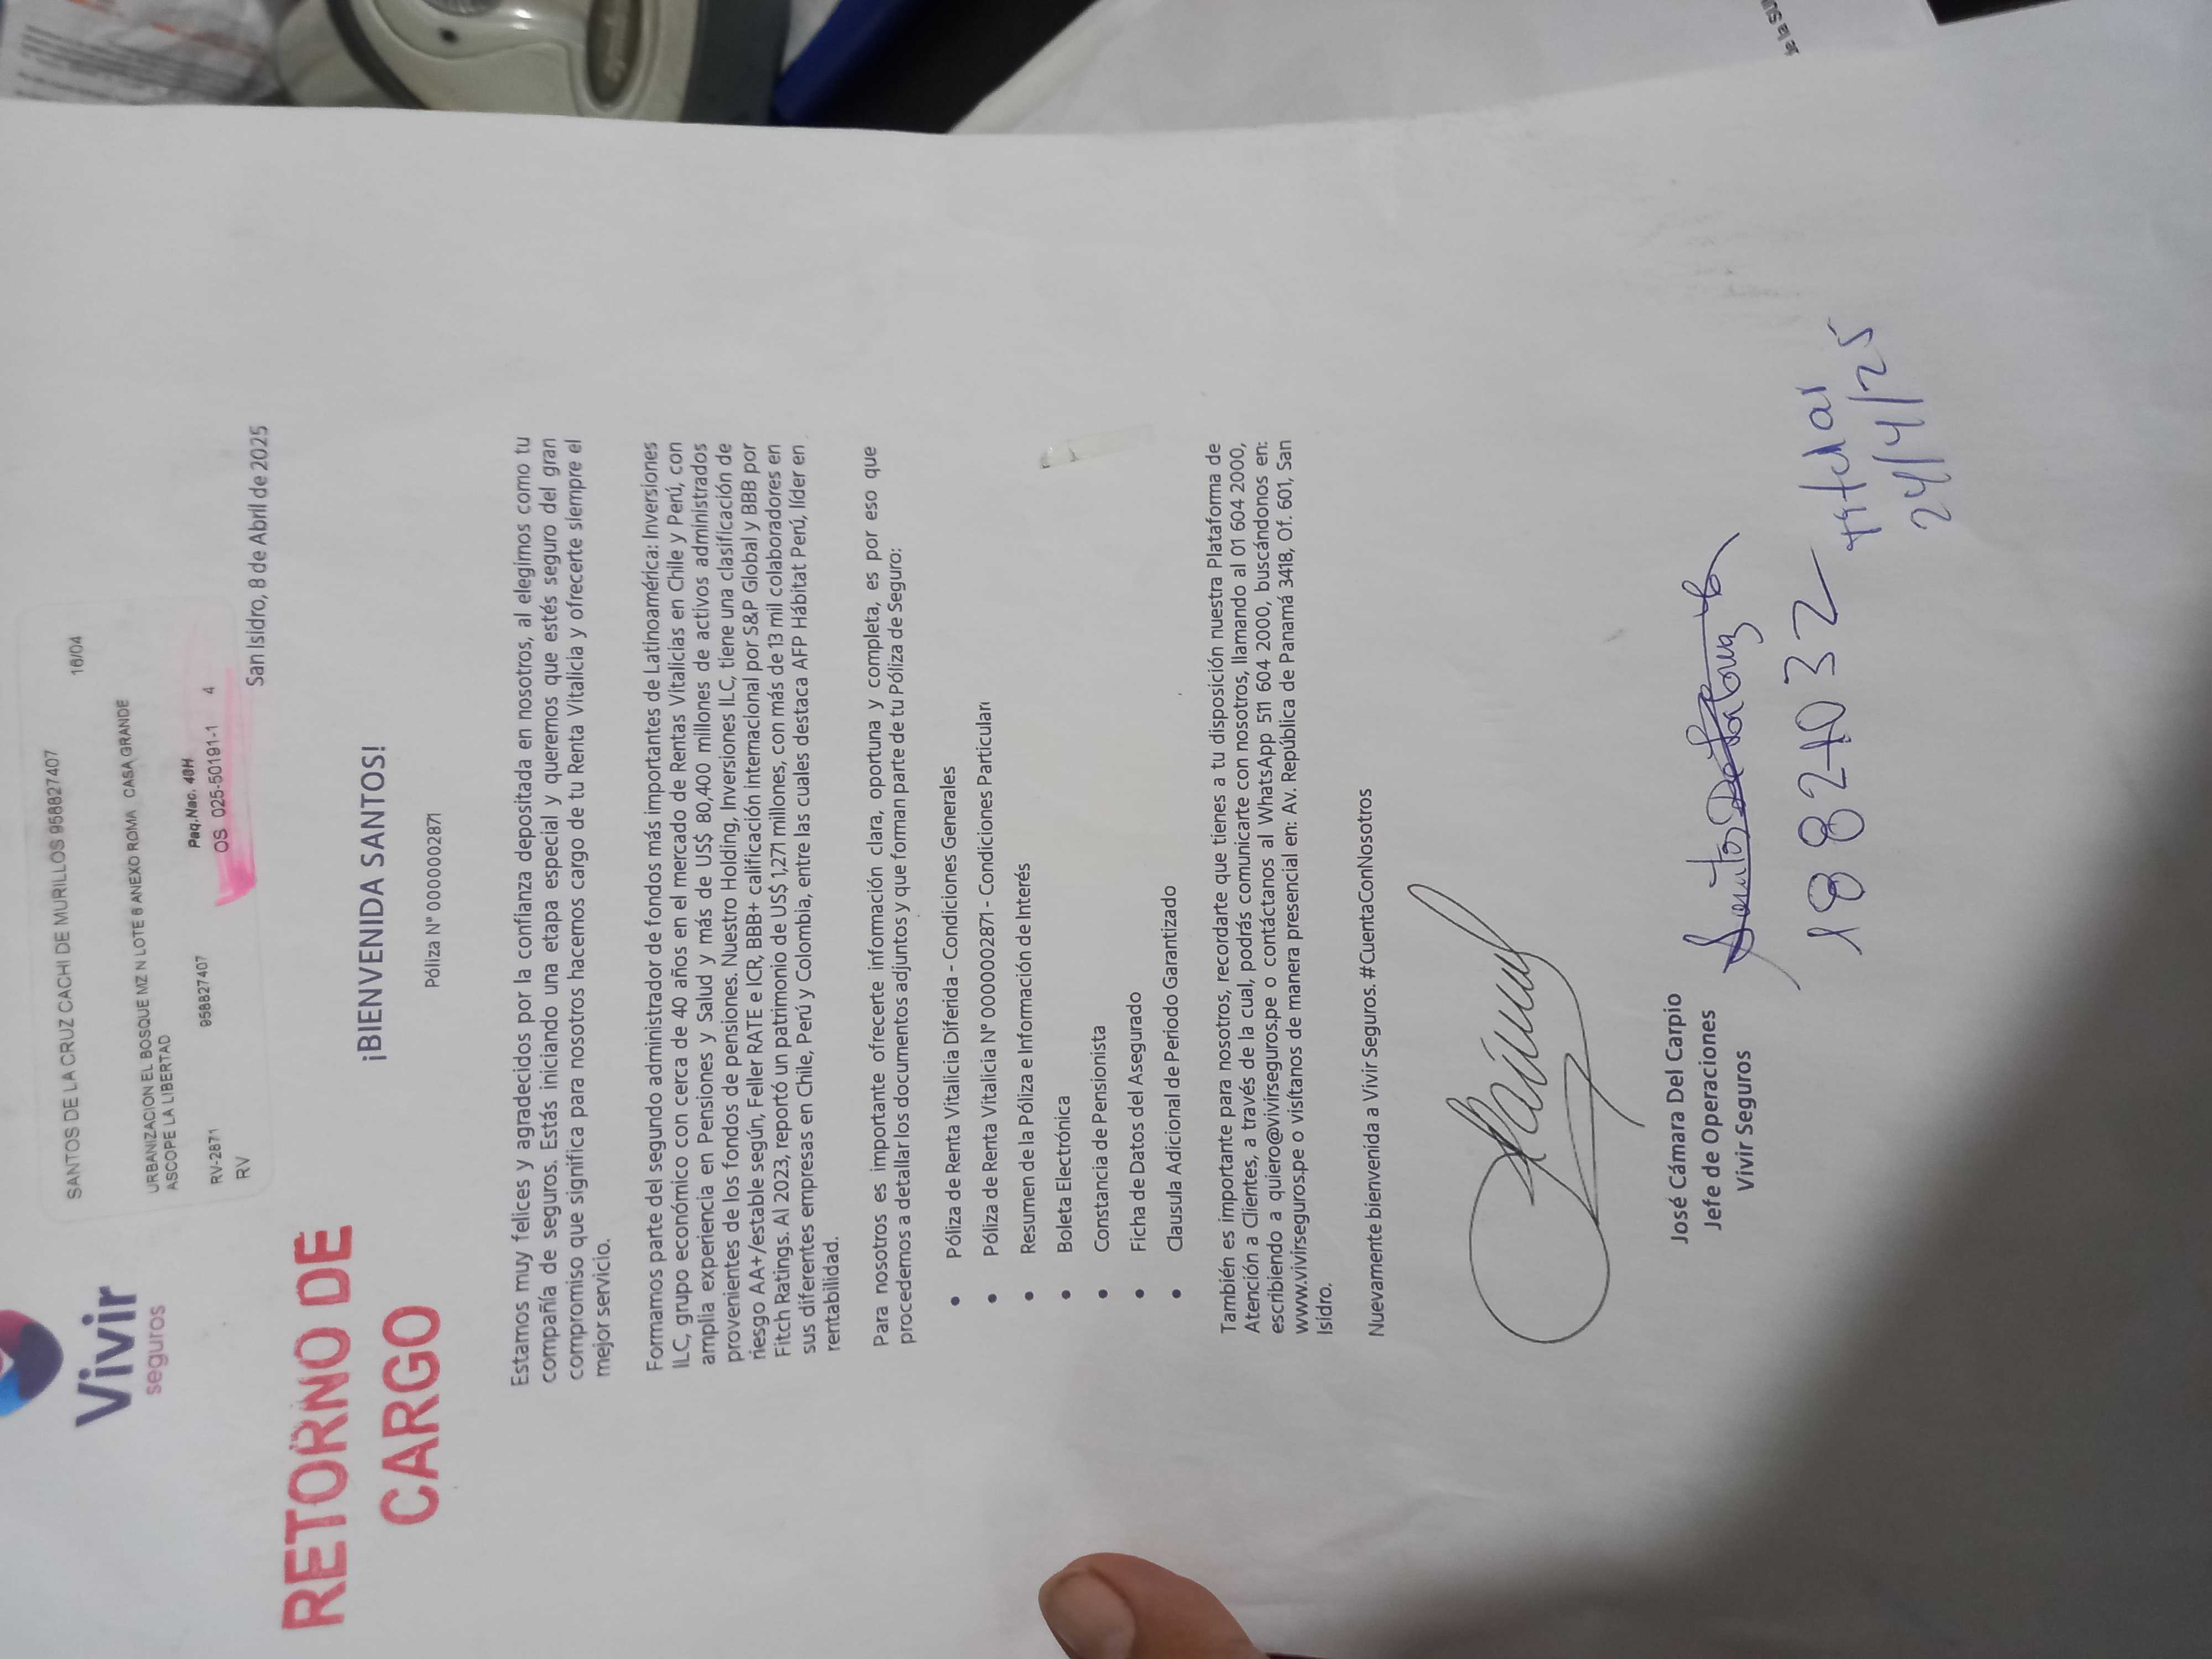 Vivir
seguros
SANTOS DE LA CRUZ CACHI DE MURILLOS 958827407 16/04
URBANIZACION EL BOSQUE MZ N LOTE 6 ANEXO ROMA CASA GRANDE
ASCOPE LA LIBERTAD
Paq.Nac. 48H
RV-2871 958827407 OS 025-50191-1 4
RV
RETORNO DE
CARGO
San Isidro, 8 de Abril de 2025
¡BIENVENIDA SANTOS!
Póliza N° 0000002871
Estamos muy felices y agradecidos por la confianza depositada en nosotros, al elegirnos como tu
compañía de seguros. Estás iniciando una etapa especial y queremos que estés seguro del gran
compromiso que significa para nosotros hacernos cargo de tu Renta Vitalicia y ofrecerte siempre el
mejor servicio.
Formamos parte del segundo administrador de fondos más importantes de Latinoamérica: Inversiones
ILC, grupo económico con cerca de 40 años en el mercado de Rentas Vitalicias en Chile y Perú, con
amplia experiencia en Pensiones y Salud y más de US$ 80,400 millones de activos administrados
provenientes de los fondos de pensiones. Nuestro Holding, Inversiones ILC, tiene una clasificación de
riesgo AA+/estable según, Feller RATE e ICR, BBB+ calificación internacional por S&P Global y BBB por
Fitch Ratings. Al 2023, reportó un patrimonio de US$ 1,271 millones, con más de 13 mil colaboradores en
sus diferentes empresas en Chile, Perú y Colombia, entre las cuales destaca AFP Hábitat Perú, líder en
rentabilidad.
Para nosotros es importante ofrecerte información clara, oportuna y completa, es por eso que
procedemos a detallar los documentos adjuntos y que forman parte de tu Póliza de Seguro:
• Póliza de Renta Vitalicia Diferida - Condiciones Generales
• Póliza de Renta Vitalicia N° 0000002871 - Condiciones Particulare
• Resumen de la Póliza e Información de Interés
• Boleta Electrónica
• Constancia de Pensionista
• Ficha de Datos del Asegurado
• Clausula Adicional de Periodo Garantizado
También es importante para nosotros, recordarte que tienes a tu disposición nuestra Plataforma de
Atención a Clientes, a través de la cual, podrás comunicarte con nosotros, llamando al 01 604 2000,
escribiendo a quiero@vivirseguros.pe o contáctanos al WhatsApp 511 604 2000, buscándonos en:
www.vivirseguros.pe o visítanos de manera presencial en: Av. República de Panamá 3418, Of. 601, San
Isidro.
Nuevamente bienvenida a Vivir Seguros. #CuentaConNosotros
José Cámara Del Carpio
Jefe de Operaciones
Vivir Seguros
18821032
titular
24/4/25